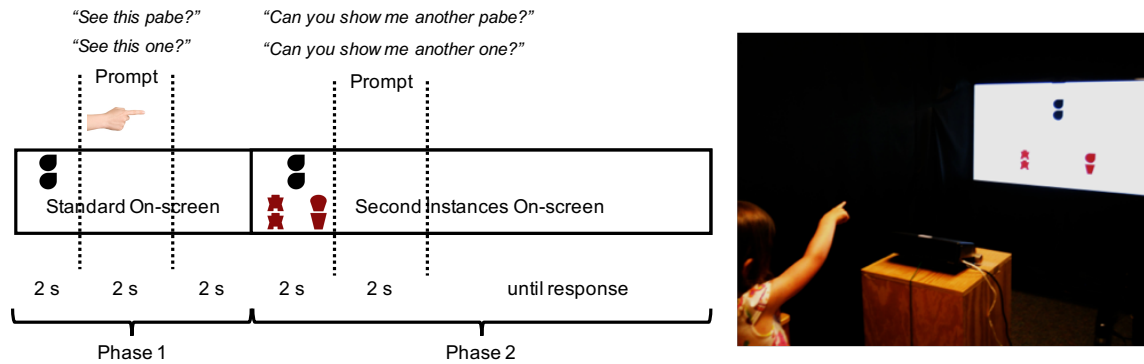 “See this pabe?”
“Can you show me another pabe?”
“See this one?”
“Can you show me another one?”
Prompt
Prompt
Standard On-screen
Second Instances On-screen
2 s
2 s
2 s
2 s
2 s
until response
Phase 1
Phase 2